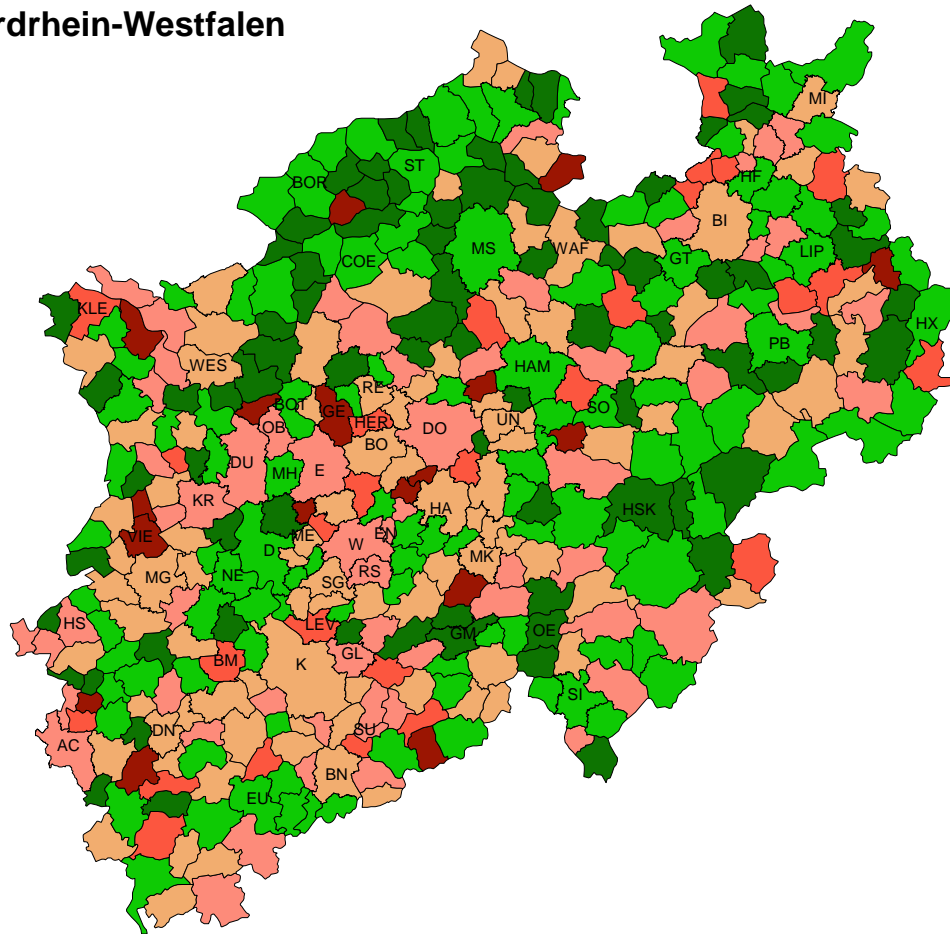 rdrhein-Westfalen
MI
ST
HF
BOR
BI
MS
WAF
LIP
COE
GT
KLE
HX
PB
WES
HAM
RE
BOT
SO
GE
HER
UN
OB
DO
BO
DU
E
MH
KR
HA
HSK
VIE
ME
EN
D
W
MK
RS
MG
NE
SG
HS
LEV
GM
OE
GL
BM
K
SI
DN
SU
AC
BN
EU